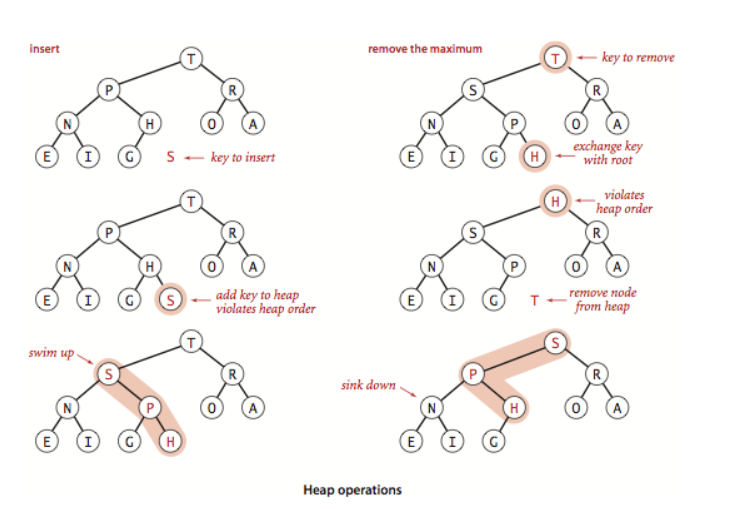 insert
T
P R
N H O A
E I G S ← key to insert
T
P R
N H O A
E I G S ← add key to heap
violates heap order
swim up
T
S R
N P O A
E I G H
remove the maximum
T ← key to remove
S R
N P O A
E I G H ← exchange key
with root
H ← violates
heap order
S R
N P O A
E I G T ← remove node
from heap
sink down
S
P R
N H O A
E I G
Heap operations